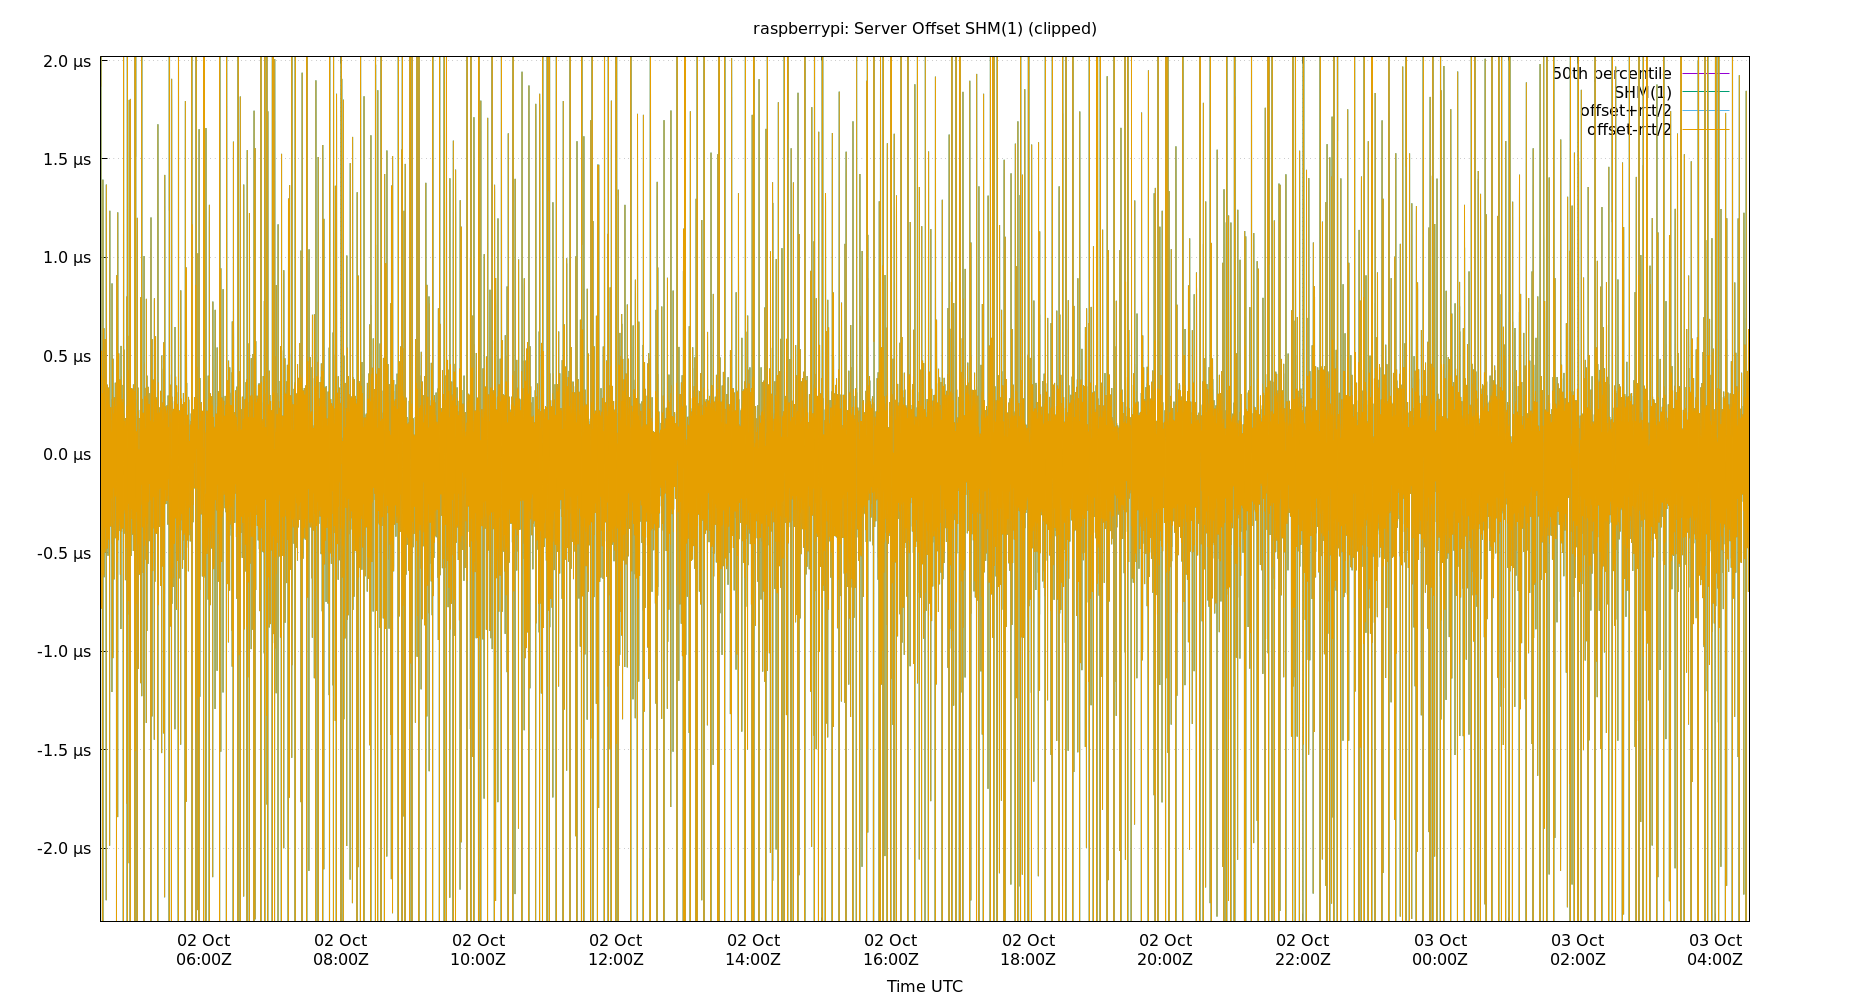 raspberrypi: Server Offset SHM(1) (clipped)
2.0 µs
1.5 µs
1.0 µs
0.5 µs
0.0 µs
-0.5 µs
-1.0 µs
-1.5 µs
-2.0 µs
50th percentile
SHM(1)
offset+rtt/2
offset-rtt/2
02 Oct 02 Oct 02 Oct 02 Oct 02 Oct 02 Oct 02 Oct 02 Oct 02 Oct 03 Oct 03 Oct 03 Oct
06:00Z 08:00Z 10:00Z 12:00Z 14:00Z 16:00Z 18:00Z 20:00Z 22:00Z 00:00Z 02:00Z 04:00Z
Time UTC